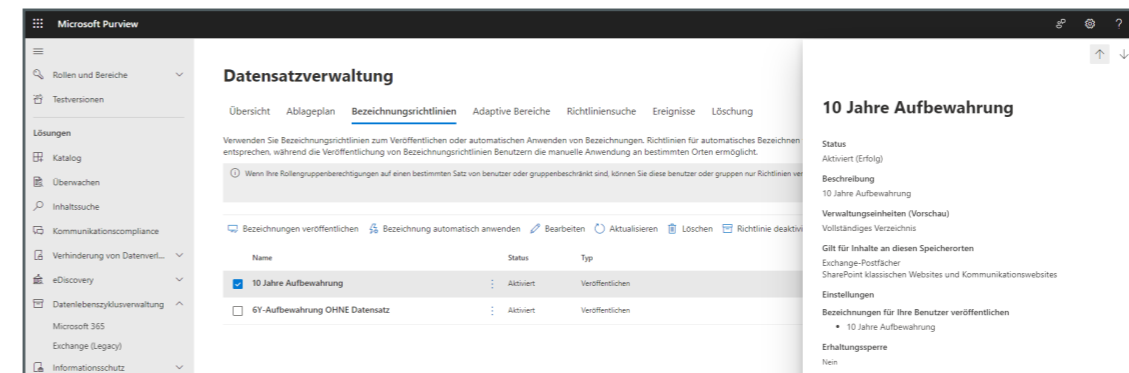 Microsoft Purview
Rollen und Bereiche
Testversionen
Lösungen
Katalog
Überwachen
Inhaltssuche
Kommunikationscompliance
Verhinderung von Datenverl...
eDiscovery
Datenlebenszyklusverwaltung
Microsoft 365
Exchange (Legacy)
Informationsschutz
Datensatzverwaltung
Übersicht Ablageplan Bezeichnungsrichtlinien Adaptive Bereiche Richtliniensuche Ereignisse Löschung
Verwenden Sie Bezeichnungsrichtlinien zum Veröffentlichen oder automatischen Anwenden von Bezeichnungen. Richtlinien für automatisches Bezeichnen
entsprechen, während die Veröffentlichung von Bezeichnungsrichtlinien Benutzern die manuelle Anwendung an bestimmten Orten ermöglicht.
Wenn Ihre Rollengruppenberechtigungen auf einen bestimmten Satz von benutzer oder gruppenbeschränkt sind, können Sie diese benutzer oder gruppen nur Richtlinien ver
Bezeichnungen veröffentlichen Bezeichnung automatisch anwenden Bearbeiten Aktualisieren Löschen Richtlinie deaktivi
Name Status Typ
10 Jahre Aufbewahrung Aktiviert Veröffentlichen
6Y-Aufbewahrung OHNE Datensatz Aktiviert Veröffentlichen
10 Jahre Aufbewahrung
Status
Aktiviert (Erfolg)
Beschreibung
10 Jahre Aufbewahrung
Verwaltungseinheiten (Vorschau)
Vollständiges Verzeichnis
Gilt für Inhalte an diesen Speicherorten
Exchange-Postfächer
SharePoint klassischen Websites und Kommunikationswebsites
Einstellungen
Bezeichnungen für Ihre Benutzer veröffentlichen
• 10 Jahre Aufbewahrung
Erhaltungssperre
Nein